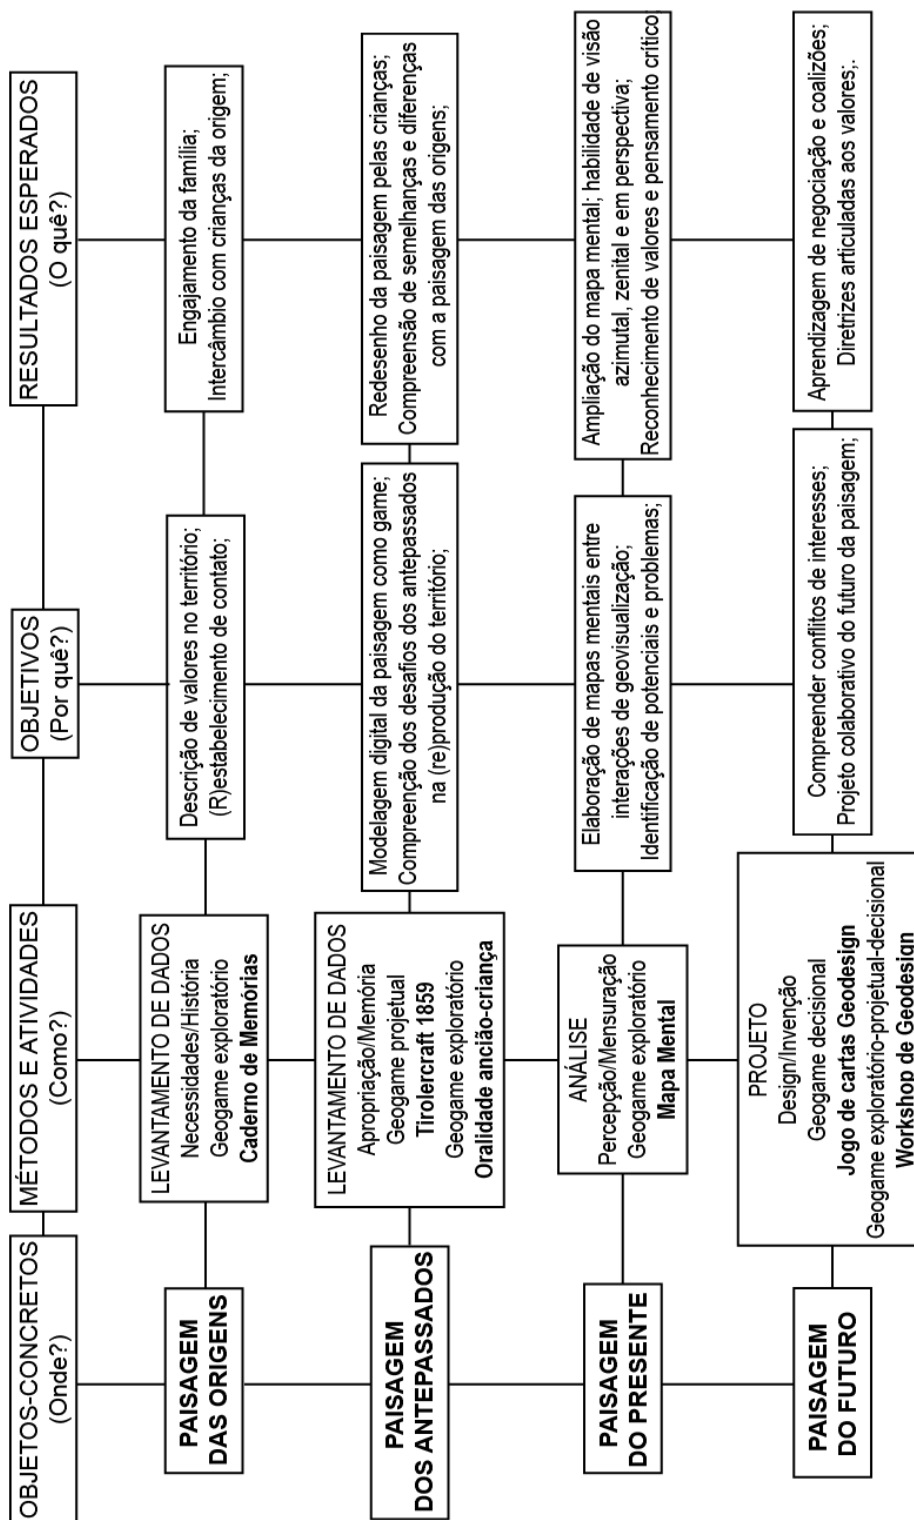 OBJETOS-CONCRETOS
(Onde?)
MÉTODOS E ATIVIDADES
(Como?)
OBJETIVOS
(Por quê?)
RESULTADOS ESPERADOS
(O quê?)
PAISAGEM
DAS ORIGENS
LEVANTAMENTO DE DADOS
Necessidades/História
Geogame exploratório
Caderno de Memórias
Descrição de valores no território;
(R)estabelecimento de contato;
Engajamento da família;
Intercâmbio com crianças da origem;
PAISAGEM
DOS ANTEPASSADOS
LEVANTAMENTO DE DADOS
Apropriação/Memória
Geogame projetual
Tirolercraft 1859
Geogame exploratório
Oralidade ancião-criança
Modelagem digital da paisagem como game;
Compreenção dos desafios dos antepassados
na (re)produção do território;
Redesenho da paisagem pelas crianças;
Compreensão de semelhanças e diferenças
com a paisagem das origens;
PAISAGEM
DO PRESENTE
ANÁLISE
Percepção/Mensuração
Geogame exploratório
Mapa Mental
Elaboração de mapas mentais entre
interações de geovisualização;
Identificação de potenciais e problemas;
Ampliação do mapa mental; habilidade de visão
azimutal, zenital e em perspectiva;
Reconhecimento de valores e pensamento crítico;
PAISAGEM
DO FUTURO
PROJETO
Design/Invenção
Geogame decisional
Jogo de cartas Geodesign
Geogame exploratório-projetual-decisional
Workshop de Geodesign
Compreender conflitos de interesses;
Projeto colaborativo do futuro da paisagem;
Aprendizagem de negociação e coalizões;
Diretrizes articuladas aos valores;.